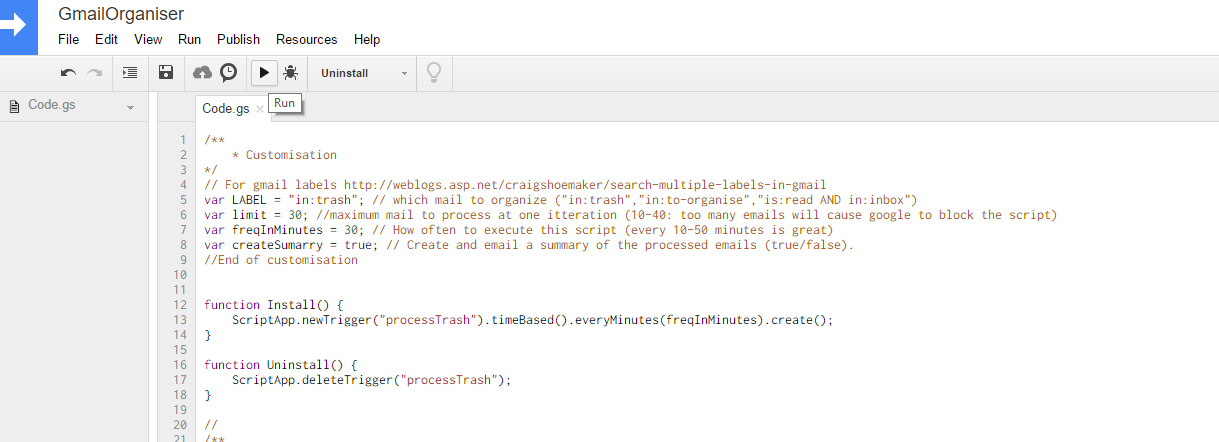 GmailOrganiser
File Edit View Run Publish Resources Help
Uninstall
Code.gs
Code.gs ×
Run
1 /**
2 * Customisation
3 */
4 // For gmail labels http://weblogs.asp.net/craigshoemaker/search-multiple-labels-in-gmail
5 var LABEL = "in:trash"; // which mail to organize ("in:trash","in:to-organise","is:read AND in:inbox")
6 var limit = 30; //maximum mail to process at one itteration (10-40: too many emails will cause google to block the script)
7 var freqInMinutes = 30; // How often to execute this script (every 10-50 minutes is great)
8 var createSumarry = true; // Create and email a summary of the processed emails (true/false).
9 //End of customisation
10
11
12 function Install() {
13 ScriptApp.newTrigger("processTrash").timeBased().everyMinutes(freqInMinutes).create();
14 }
15
16 function Uninstall() {
17 ScriptApp.deleteTrigger("processTrash");
18 }
19
20 //
21 /**